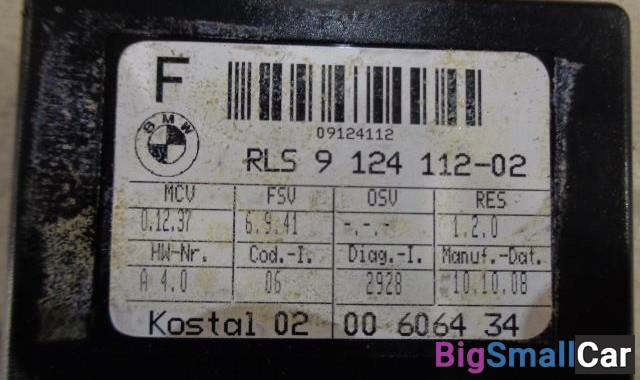 F
BMW
09124112
RLS 9 124 112-02
MCV FSV OSV RES
0.12.37 6.9.41 -.-.- 1.2.0
HW-Nr. Cod.-I. Diag.-I. Manuf.-Dat.
A 4.0 06 2928 10.10.08
Kostal 02 00 6064 34
BigSmallCar